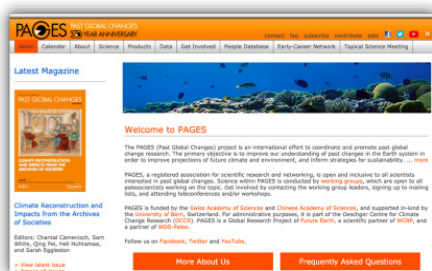 PAGES PAST GLOBAL CHANGES
30 YEAR ANNIVERSARY
contact faq subscribe contribute jobs
News Calendar About Science Products Data Get Involved People Database Early-Career Network Topical Science Meeting
Latest Magazine
PAST GLOBAL CHANGES
CLIMATE RECONSTRUCTION
AND IMPACTS FROM THE
ARCHIVES OF SOCIETIES
Climate Reconstruction and
Impacts from the Archives
of Societies
Editors: Chantal Camenisch, Sam
White, Qing Pei, Heli Huhtamaa,
and Sarah Eggleston
> View latest issue
Welcome to PAGES
The PAGES (Past Global Changes) project is an international effort to coordinate and promote past global
change research. The primary objective is to improve our understanding of past changes in the Earth system in
order to improve projections of future climate and environment, and inform strategies for sustainability. ... more
PAGES, a registered association for scientific research and networking, is open and inclusive to all scientists
interested in past global changes. Science within PAGES is conducted by working groups, which are open to all
paleoscientists working on the topic. Get involved by contacting the working group leaders, signing up to mailing
lists, and attending teleconferences and/or workshops.
PAGES is funded by the Swiss Academy of Sciences and Chinese Academy of Sciences, and supported in-kind by
the University of Bern, Switzerland. For administrative purposes, it is part of the Oeschger Centre for Climate
Change Research (OCCR). PAGES is a Global Research Project of Future Earth, a scientific partner of WCRP, and
a partner of WDS-Paleo.
Follow us on Facebook, Twitter and YouTube.
More About Us Frequently Asked Questions